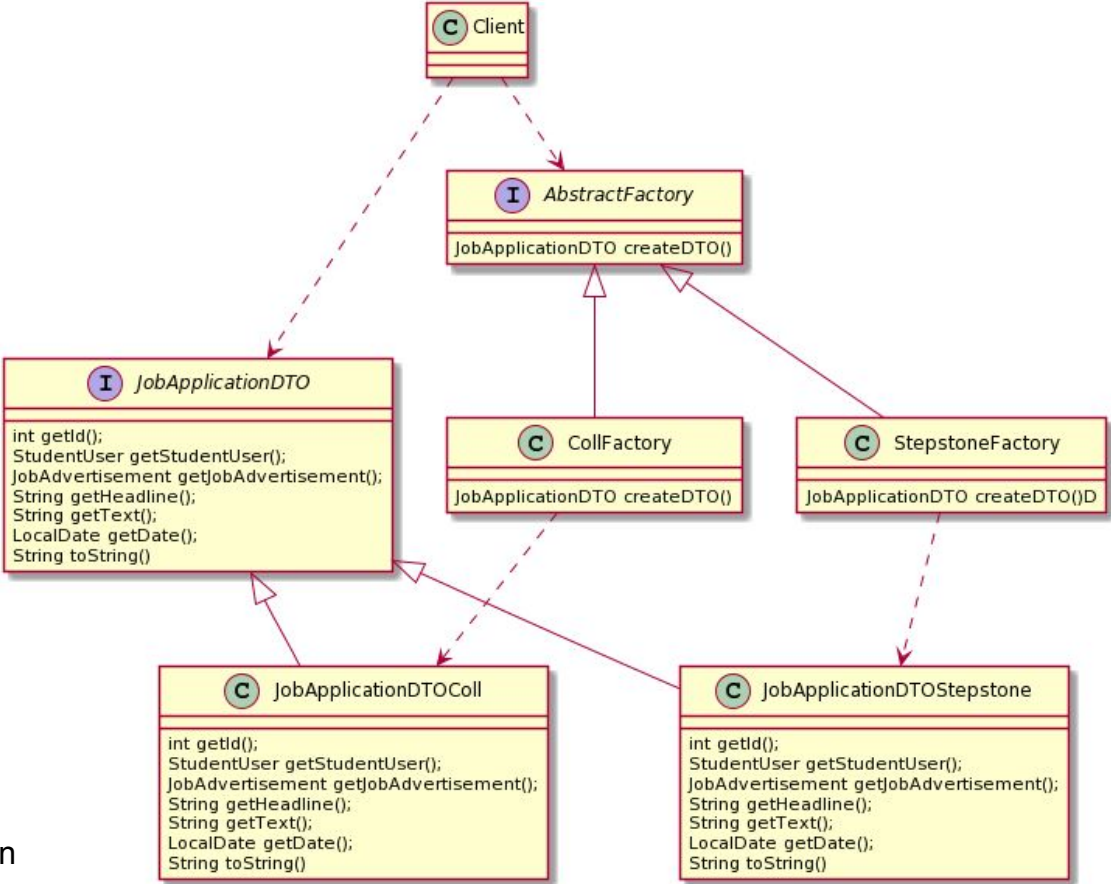 C Client
I AbstractFactory
JobApplicationDTO createDTO()
I JobApplicationDTO
int getId();
StudentUser getStudentUser();
JobAdvertisement getJobAdvertisement();
String getHeadline();
String getText();
LocalDate getDate();
String toString()
C CollFactory
JobApplicationDTO createDTO()
C StepstoneFactory
JobApplicationDTO createDTO()D
C JobApplicationDTOColl
int getId();
StudentUser getStudentUser();
JobAdvertisement getJobAdvertisement();
String getHeadline();
String getText();
LocalDate getDate();
String toString()
C JobApplicationDTOStepstone
int getId();
StudentUser getStudentUser();
JobAdvertisement getJobAdvertisement();
String getHeadline();
String getText();
LocalDate getDate();
String toString()
n